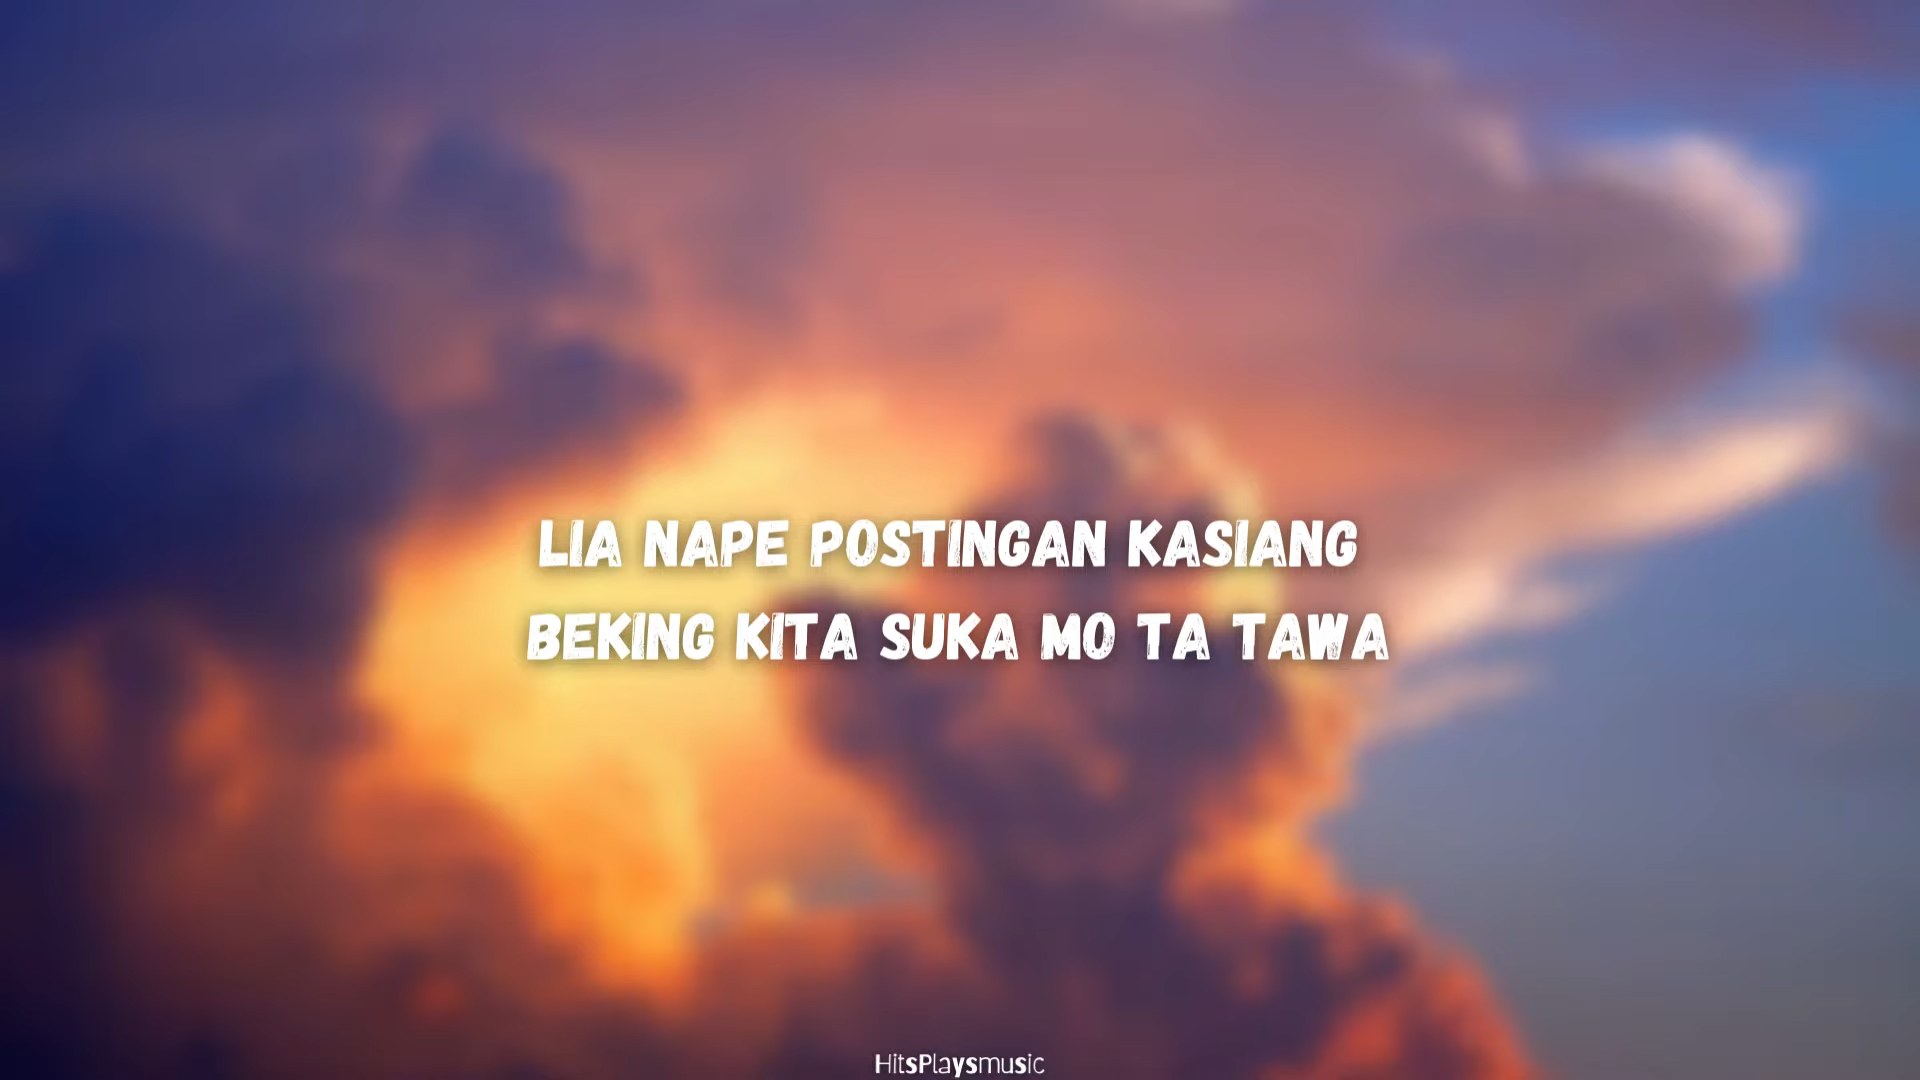 LIA NAPE POSTINGAN KASIANG
BEKING KITA SUKA MO TA TAWA
HitsPlaysmusic